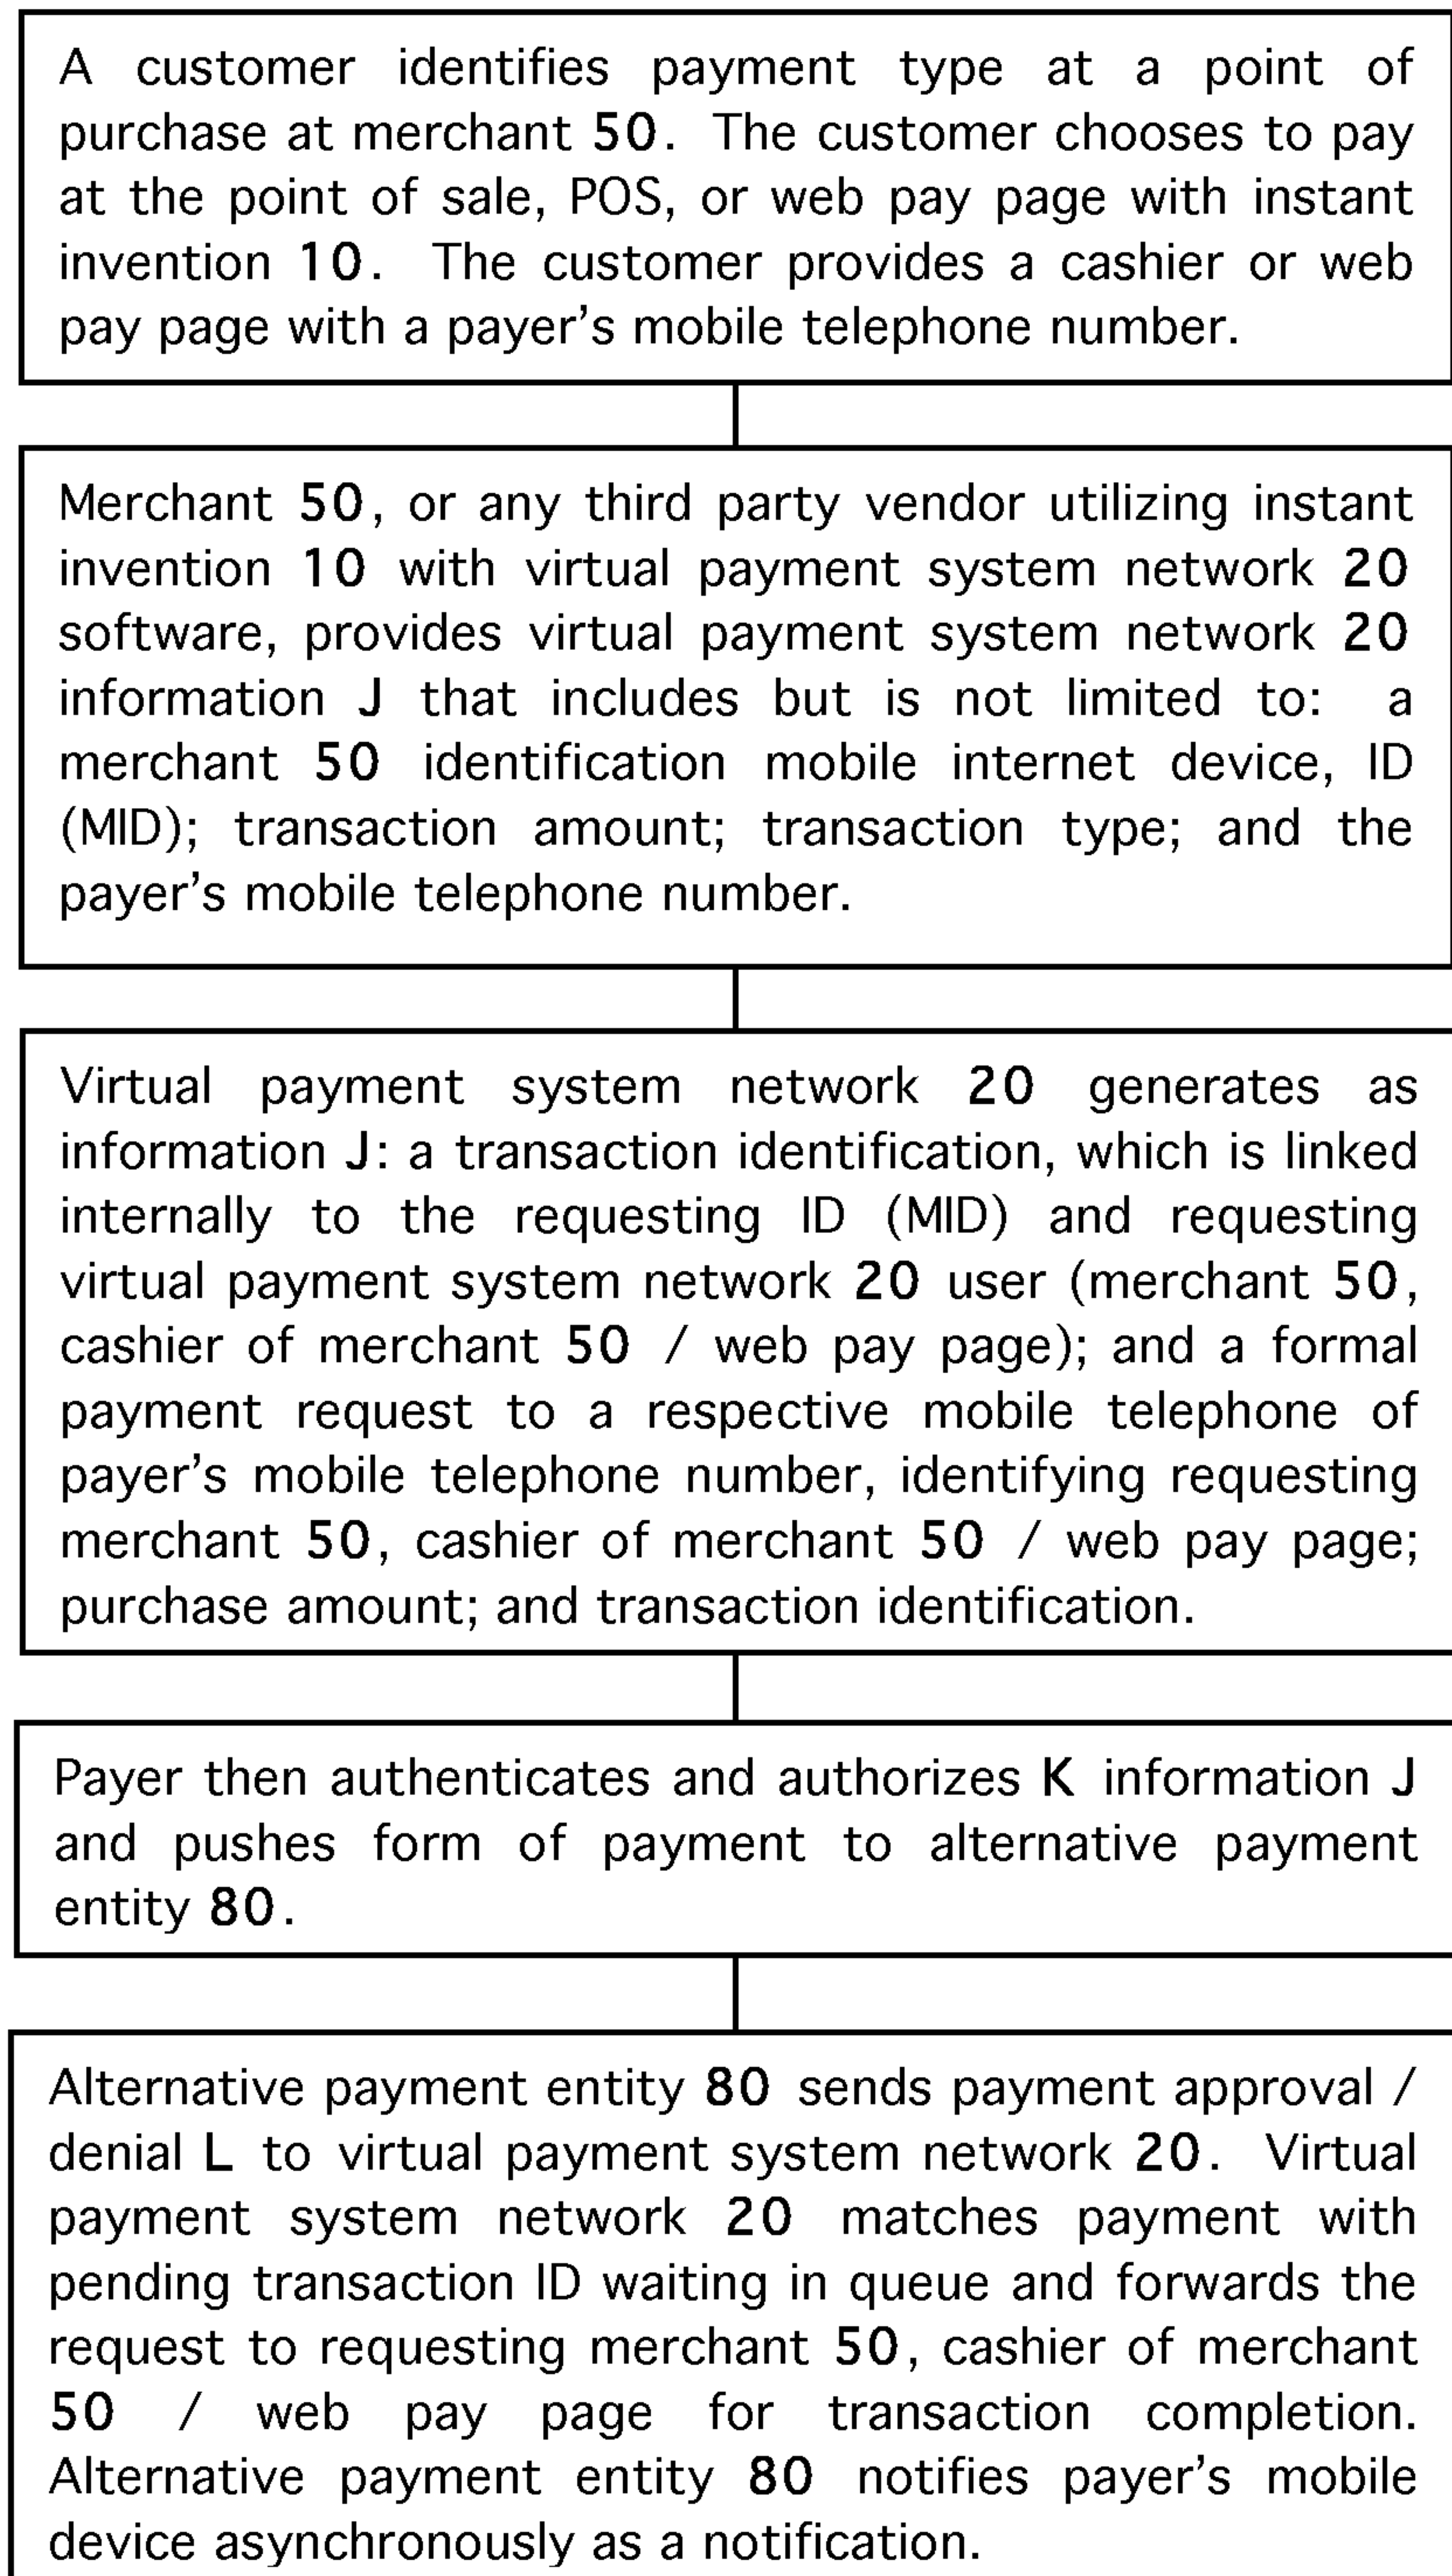 A customer identifies payment type at a point of
purchase at merchant 50. The customer chooses to pay
at the point of sale, POS, or web pay page with instant
invention 10. The customer provides a cashier or web
pay page with a payer's mobile telephone number.
Merchant 50, or any third party vendor utilizing instant
invention 10 with virtual payment system network 20
software, provides virtual payment system network 20
information J that includes but is not limited to: a
merchant 50 identification mobile internet device, ID
(MID); transaction amount; transaction type; and the
payer's mobile telephone number.
Virtual payment system network 20 generates as
information J: a transaction identification, which is linked
internally to the requesting ID (MID) and requesting
virtual payment system network 20 user (merchant 50,
cashier of merchant 50 / web pay page); and a formal
payment request to a respective mobile telephone of
payer's mobile telephone number, identifying requesting
merchant 50, cashier of merchant 50 / web pay page;
purchase amount; and transaction identification.
Payer then authenticates and authorizes K information J
and pushes form of payment to alternative payment
entity 80.
Alternative payment entity 80 sends payment approval /
denial L to virtual payment system network 20. Virtual
payment system network 20 matches payment with
pending transaction ID waiting in queue and forwards the
request to requesting merchant 50, cashier of merchant
50 / web pay page for transaction completion.
Alternative payment entity 80 notifies payer's mobile
device asynchronously as a notification.